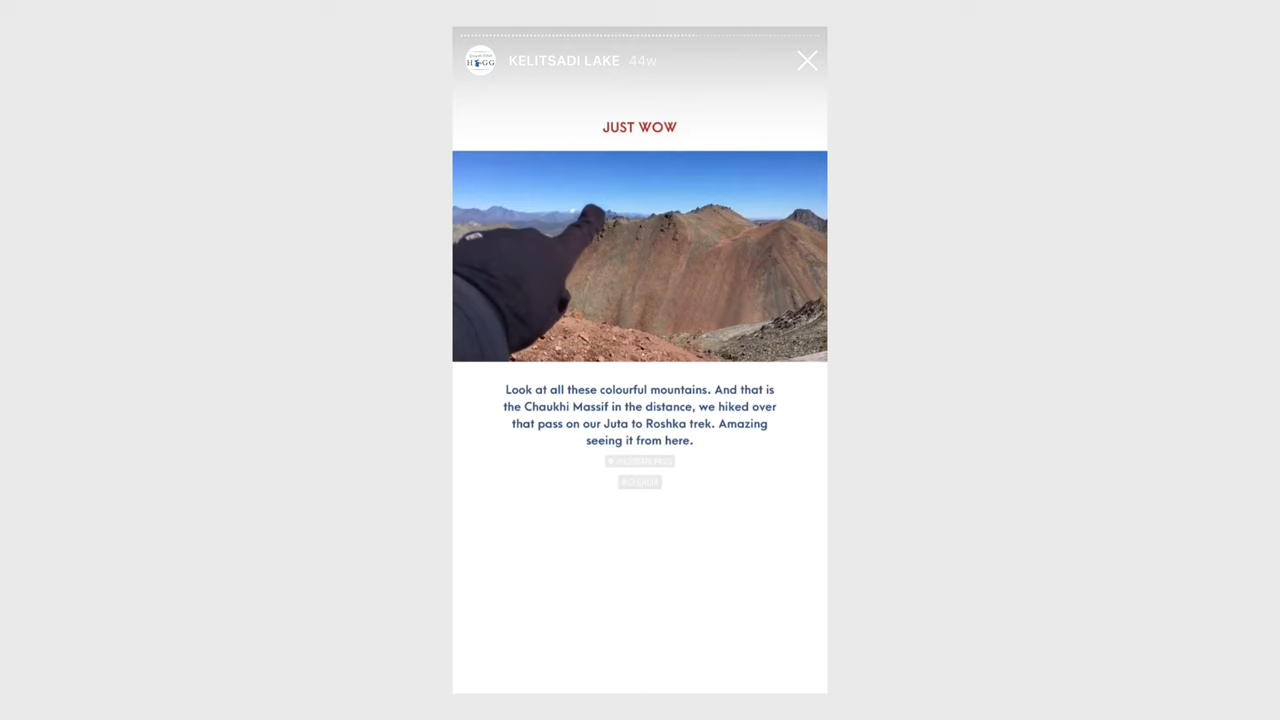 H GG
KELITSADI LAKE 44w
JUST WOW
Look at all these colourful mountains. And that is
the Chaukhi Massif in the distance, we hiked over
that pass on our Juta to Roshka trek. Amazing
seeing it from here.